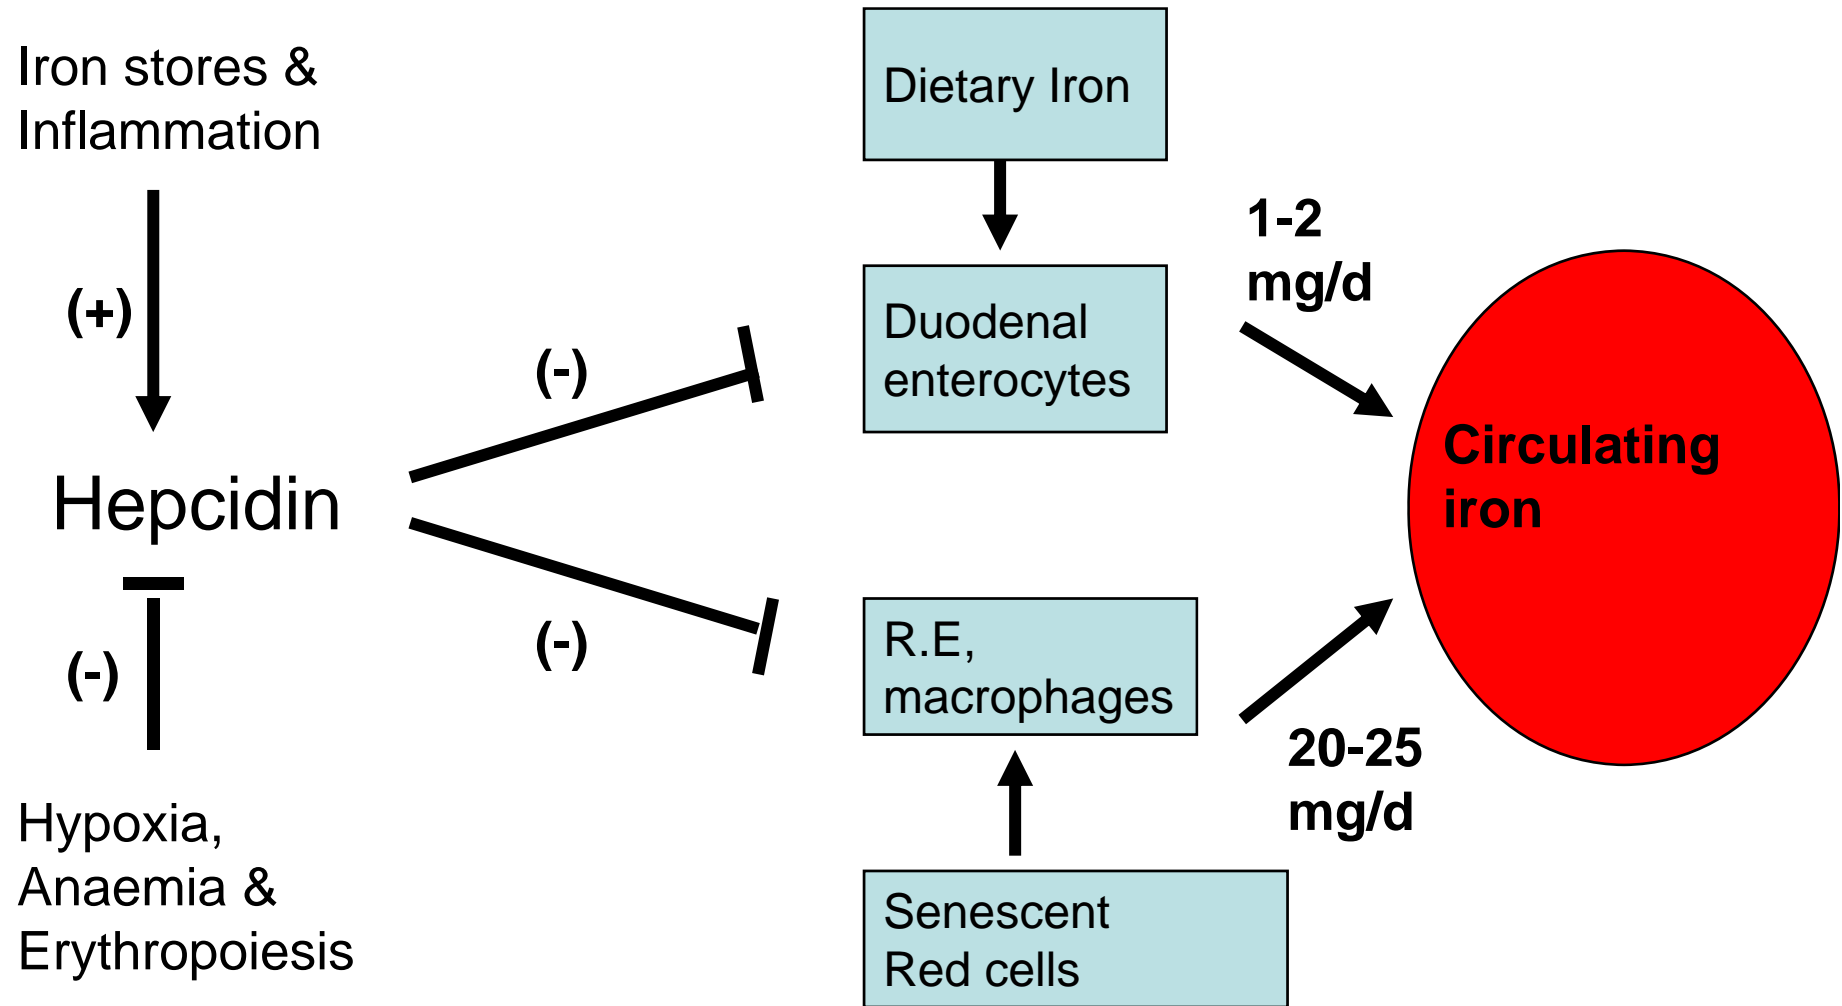 Iron stores &
Inflammation
(+)
Hepcidin
(-)
Hypoxia,
Anaemia &
Erythropoiesis
(-)
(-)
Dietary Iron
Duodenal
enterocytes
R.E,
macrophages
Senescent
Red cells
1-2
mg/d
20-25
mg/d
Circulating
iron